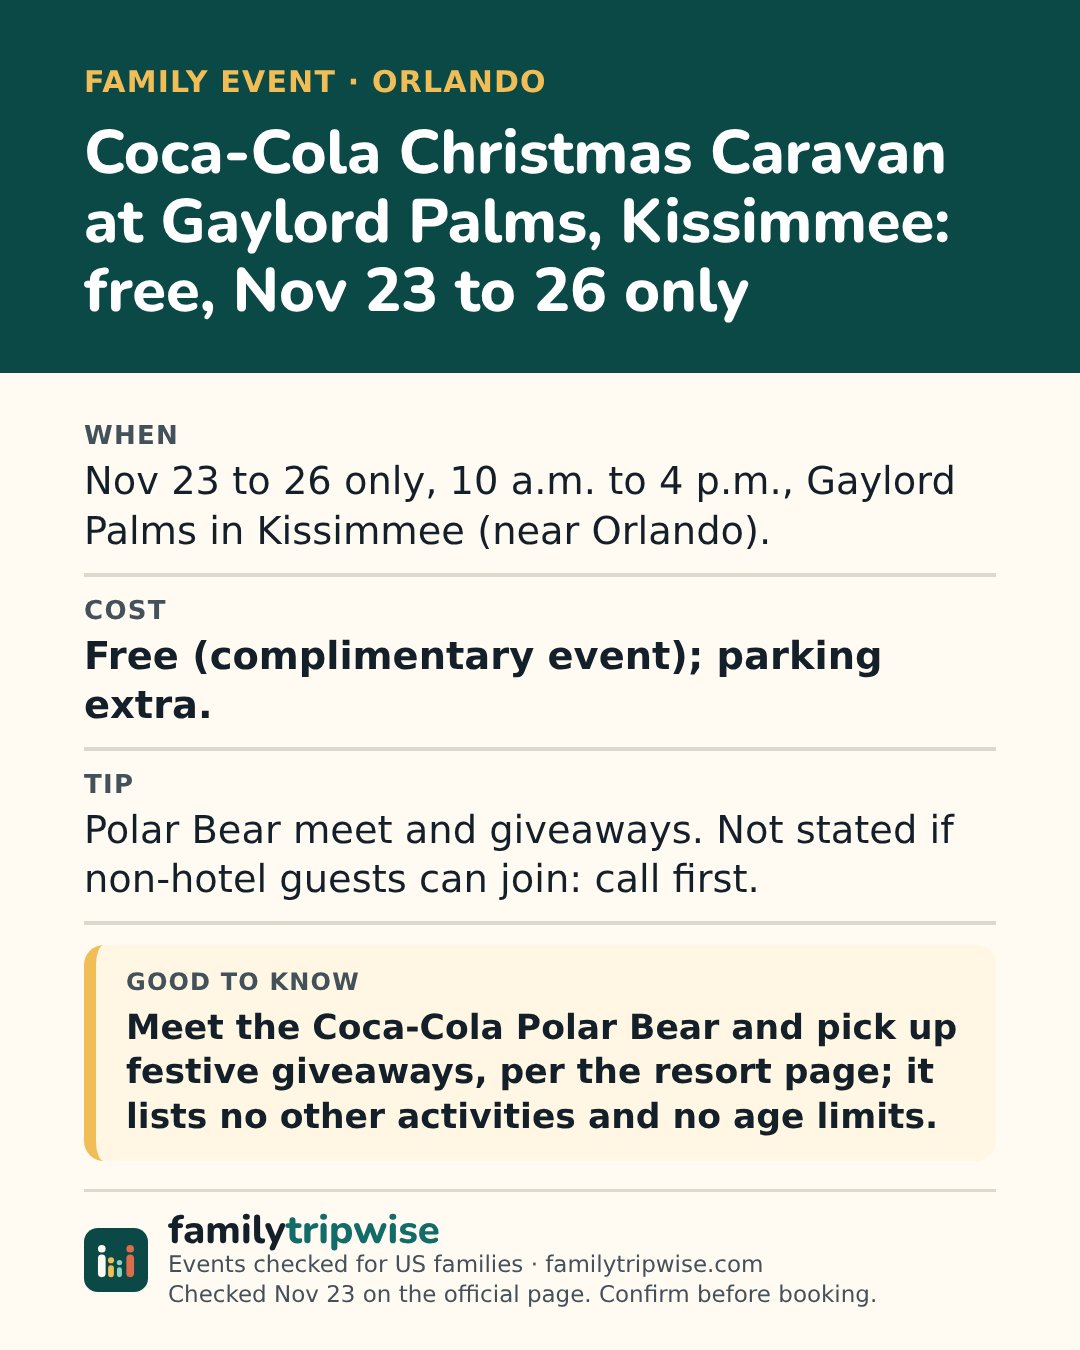 FAMILY EVENT · ORLANDO
Coca-Cola Christmas Caravan
at Gaylord Palms, Kissimmee:
free, Nov 23 to 26 only
WHEN
Nov 23 to 26 only, 10 a.m. to 4 p.m., Gaylord
Palms in Kissimmee (near Orlando).
COST
Free (complimentary event); parking
extra.
TIP
Polar Bear meet and giveaways. Not stated if
non-hotel guests can join: call first.
GOOD TO KNOW
Meet the Coca-Cola Polar Bear and pick up
festive giveaways, per the resort page; it
lists no other activities and no age limits.
familytripwise
Events checked for US families · familytripwise.com
Checked Nov 23 on the official page. Confirm before booking.